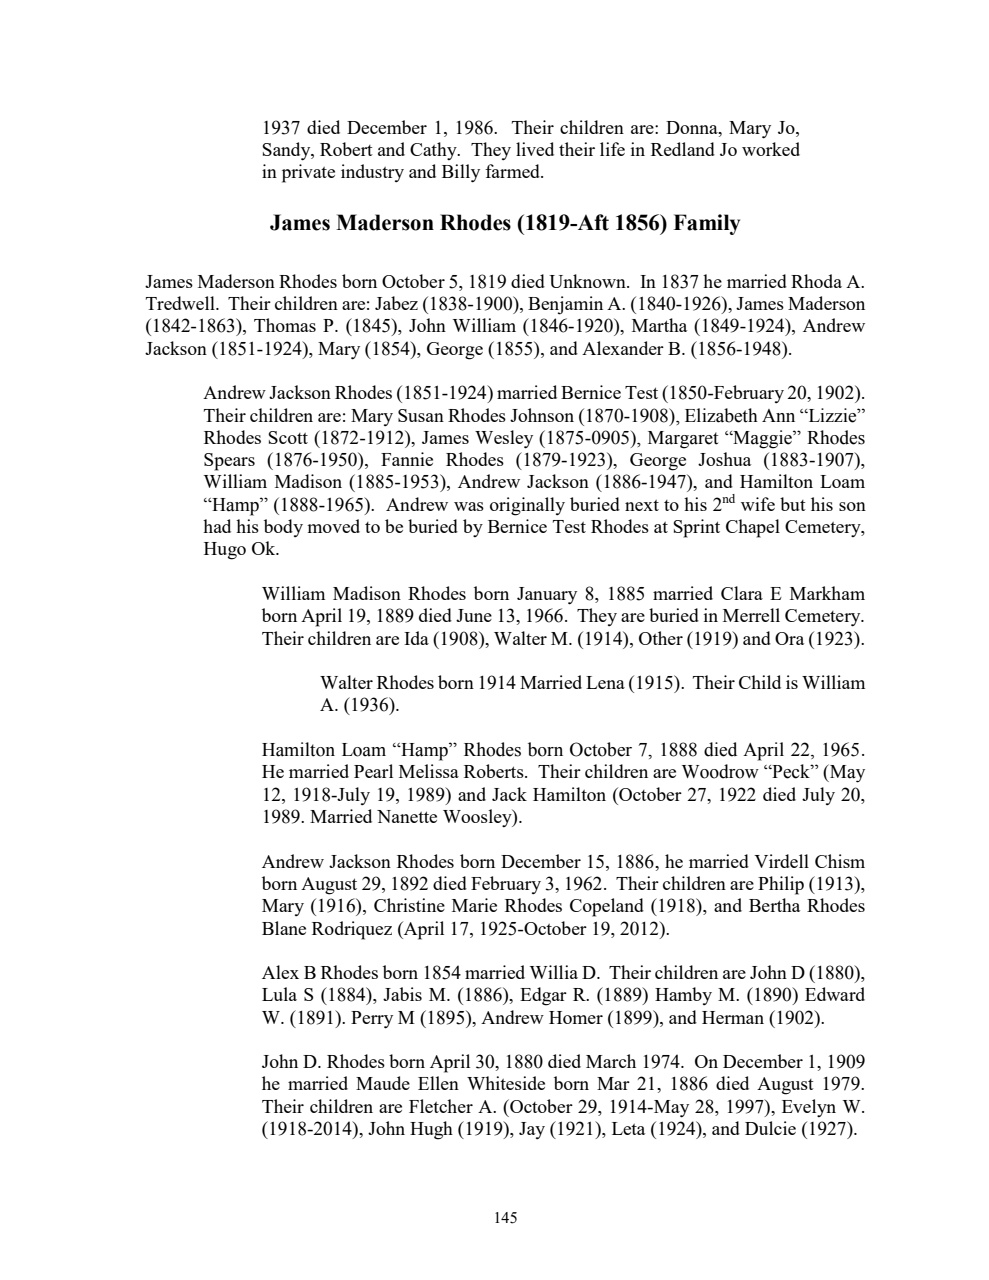 1937 died December 1, 1986.  Their children are: Donna, Mary Jo,
Sandy, Robert and Cathy.  They lived their life in Redland Jo worked
in private industry and Billy farmed.
James Maderson Rhodes (1819-Aft 1856) Family
James Maderson Rhodes born October 5, 1819 died Unknown.  In 1837 he married Rhoda A.
Tredwell.  Their children are: Jabez (1838-1900), Benjamin A. (1840-1926), James Maderson
(1842-1863), Thomas P. (1845), John William (1846-1920), Martha (1849-1924), Andrew
Jackson (1851-1924), Mary (1854), George (1855), and Alexander B. (1856-1948).
Andrew Jackson Rhodes (1851-1924) married Bernice Test (1850-February 20, 1902).
Their children are: Mary Susan Rhodes Johnson (1870-1908), Elizabeth Ann “Lizzie”
Rhodes Scott (1872-1912), James Wesley (1875-0905), Margaret “Maggie” Rhodes
Spears (1876-1950), Fannie Rhodes (1879-1923), George Joshua (1883-1907),
William Madison (1885-1953), Andrew Jackson (1886-1947), and Hamilton Loam
“Hamp” (1888-1965).  Andrew was originally buried next to his 2nd wife but his son
had his body moved to be buried by Bernice Test Rhodes at Sprint Chapel Cemetery,
Hugo Ok.
William Madison Rhodes born January 8, 1885 married Clara E Markham
born April 19, 1889 died June 13, 1966.  They are buried in Merrell Cemetery.
Their children are Ida (1908), Walter M. (1914), Other (1919) and Ora (1923).
Walter Rhodes born 1914 Married Lena (1915).  Their Child is William
A. (1936).
Hamilton Loam “Hamp” Rhodes born October 7, 1888 died April 22, 1965.
He married Pearl Melissa Roberts.  Their children are Woodrow “Peck” (May
12, 1918-July 19, 1989) and Jack Hamilton (October 27, 1922 died July 20,
1989. Married Nanette Woosley).
Andrew Jackson Rhodes born December 15, 1886, he married Virdell Chism
born August 29, 1892 died February 3, 1962.  Their children are Philip (1913),
Mary (1916), Christine Marie Rhodes Copeland (1918), and Bertha Rhodes
Blane Rodriquez (April 17, 1925-October 19, 2012).
Alex B Rhodes born 1854 married Willia D.  Their children are John D (1880),
Lula S (1884), Jabis M. (1886), Edgar R. (1889) Hamby M. (1890) Edward
W. (1891). Perry M (1895), Andrew Homer (1899), and Herman (1902).
John D. Rhodes born April 30, 1880 died March 1974.  On December 1, 1909
he married Maude Ellen Whiteside born Mar 21, 1886 died August 1979.
Their children are Fletcher A. (October 29, 1914-May 28, 1997), Evelyn W.
(1918-2014), John Hugh (1919), Jay (1921), Leta (1924), and Dulcie (1927).
145